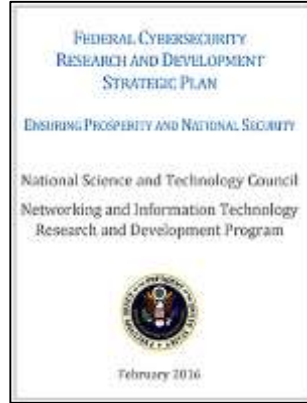 FEDERAL CYBERSECURITY
RESEARCH AND DEVELOPMENT
STRATEGIC PLAN
ENSURING PROSPERITY AND NATIONAL SECURITY
National Science and Technology Council
Networking and Information Technology
Research and Development Program
February 2016